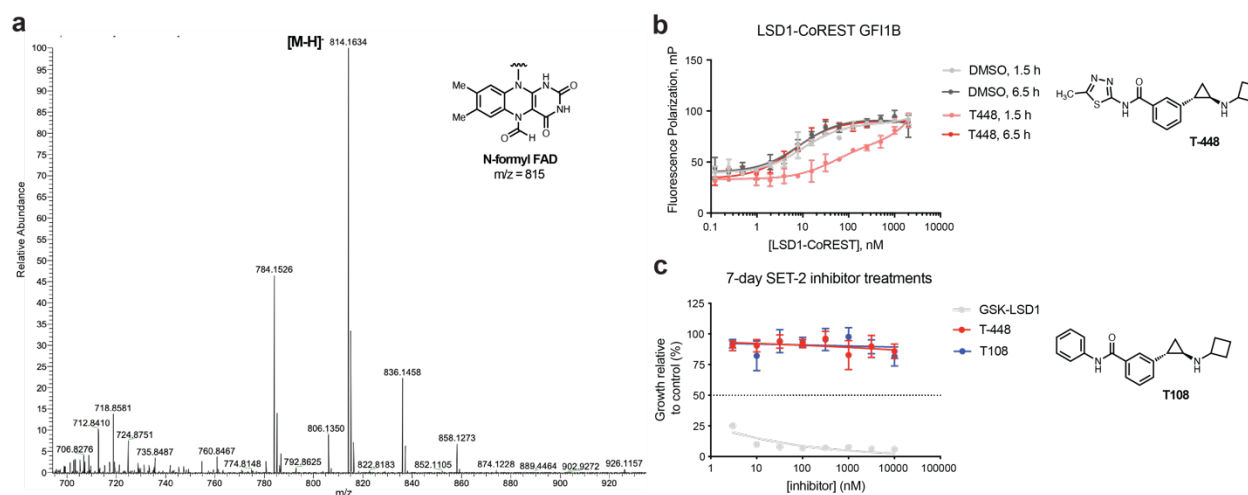 a
[M-H]-
814.1634
100
95
90
85
80
75
70
65
60
55
50
45
40
35
30
25
20
15
10
5
0
Relative Abundance
784.1526
836.1458
718.8581
712.8410
706.8276
724.8751
735.8487
760.8467
774.8148
792.8625
806.1350
822.8183
852.1105
858.1273
874.1228
889.4464
902.9272
926.1157
700 720 740 760 780 800 820 840 860 880 900 920
m/z
Me
Me
N
NH
O
N
NH
O
H
O
N-formyl FAD
m/z = 815
b
LSD1-CoREST GFI1B
Fluorescence Polarization, mP
150
100
50
0
0.1 1 10 100 1000 10000
[LSD1-CoREST], nM
DMSO, 1.5 h
DMSO, 6.5 h
T448, 1.5 h
T448, 6.5 h
N-N
H3C
S
N
H
O
N
H
T-448
c
7-day SET-2 inhibitor treatments
Growth relative
to control (%)
125
100
75
50
25
0
1 10 100 1000 10000 100000
[inhibitor] (nM)
GSK-LSD1
T-448
T108
O
N
H
N
H
T108